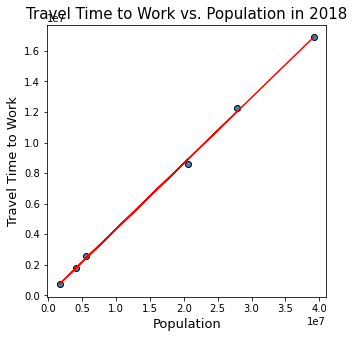 Travel Time to Work vs. Population in 2018
1e7
1.6
1.4
1.2
1.0
0.8
0.6
0.4
0.2
0.0
Travel Time to Work
0.0 0.5 1.0 1.5 2.0 2.5 3.0 3.5 4.0
1e7
Population